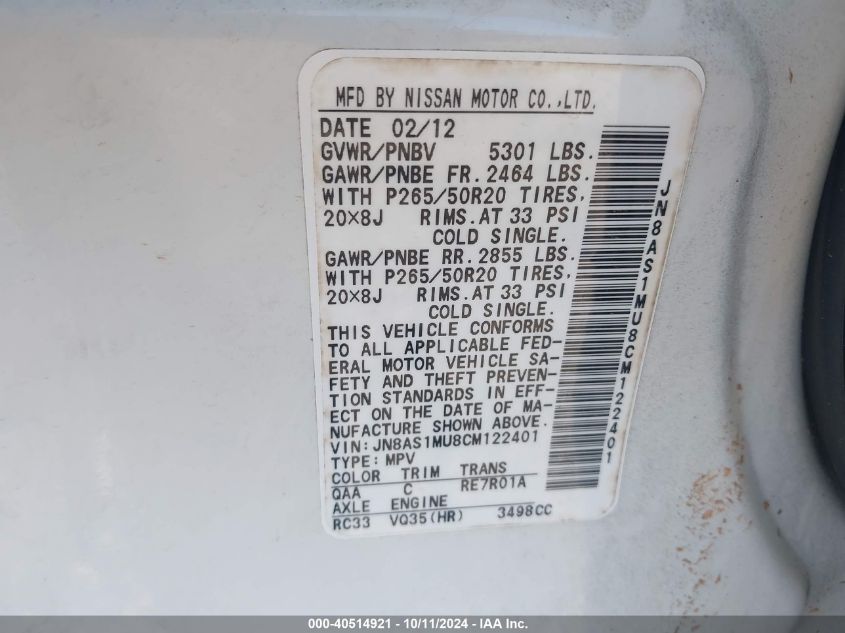 MFD BY NISSAN MOTOR CO.,LTD.
DATE 02/12
GVWR/PNBV 5301 LBS.
GAWR/PNBE FR. 2464 LBS.
WITH P265/50R20 TIRES,
20×8J RIMS.AT 33 PSI
COLD SINGLE.
GAWR/PNBE RR. 2855 LBS.
WITH P265/50R20 TIRES,
20×8J RIMS.AT 33 PSI
COLD SINGLE.
THIS VEHICLE CONFORMS
TO ALL APPLICABLE FED-
ERAL MOTOR VEHICLE SA-
FETY AND THEFT PREVEN-
TION STANDARDS IN EFF-
ECT ON THE DATE OF MA-
NUFACTURE SHOWN ABOVE.
VIN: JN8AS1MU8CM122401
TYPE: MPV
COLOR TRIM TRANS
QAA C RE7R01A
AXLE ENGINE
RC33 VQ35(HR) 3498CC
JN8AS1MU8CM122401
000-40514921 - 10/11/2024 - IAA Inc.